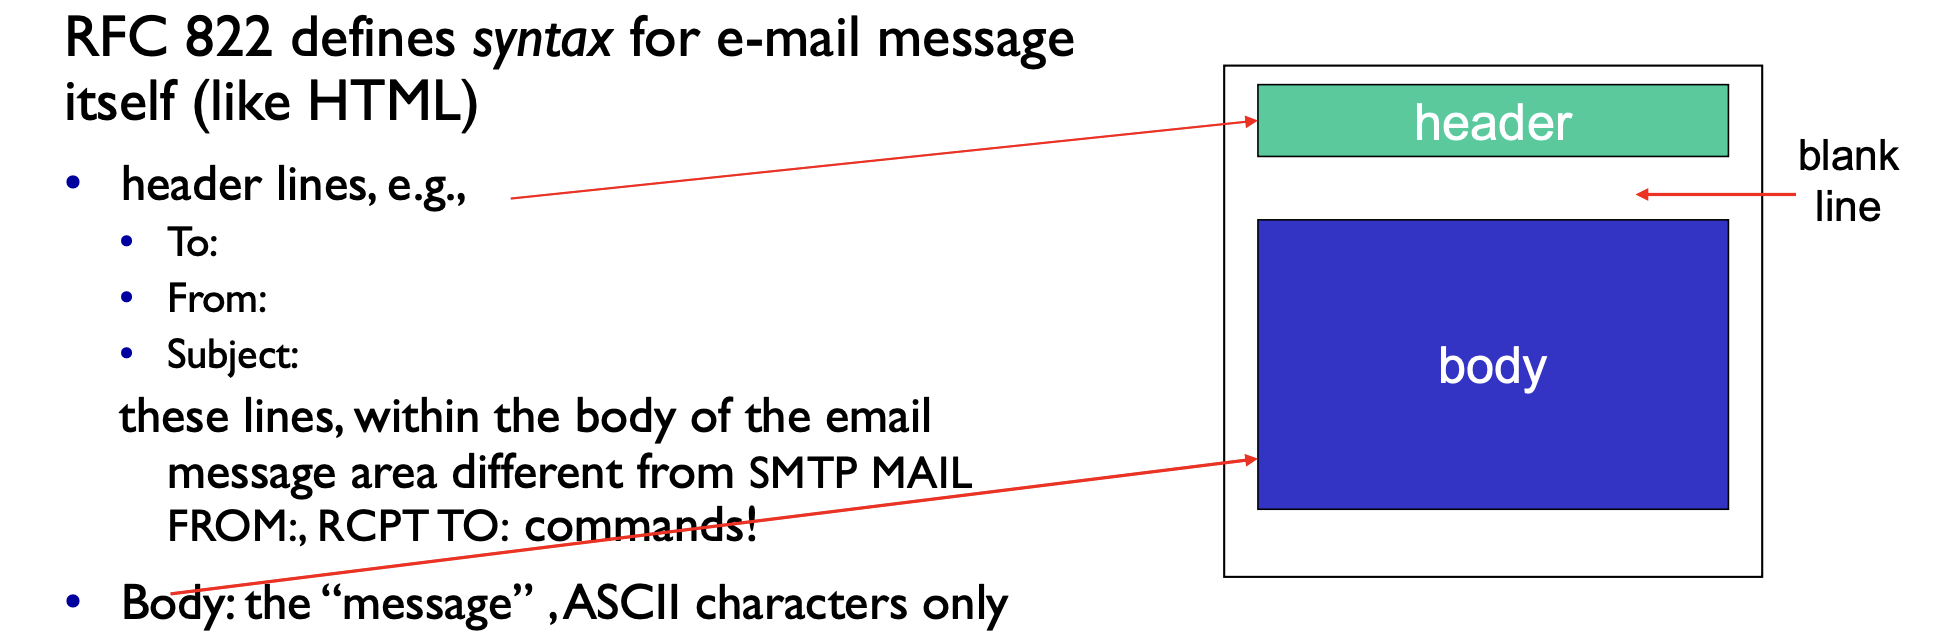 RFC 822 defines syntax for e-mail message
itself (like HTML)
• header lines, e.g.,
• To:
• From:
• Subject:
these lines, within the body of the email
message area different from SMTP MAIL
FROM:, RCPT TO: commands!
• Body: the “message” , ASCII characters only
header
blank
line
body